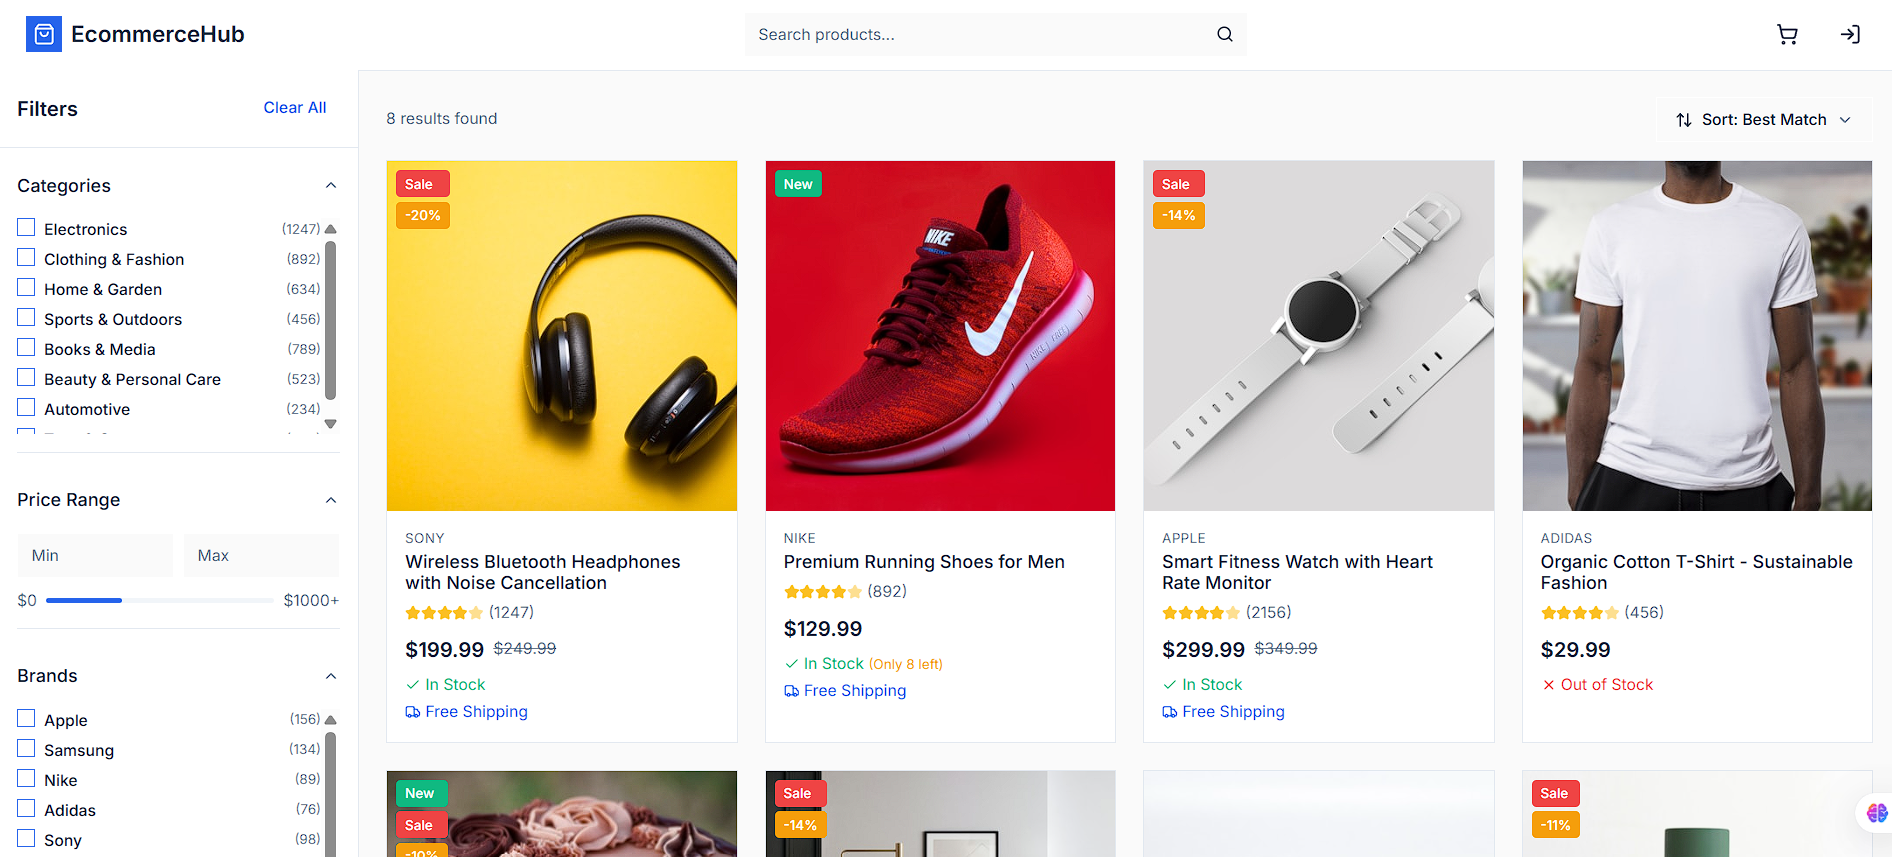 EcommerceHub
Search products...
Filters
Clear All
Categories
Electronics (1247)
Clothing & Fashion (892)
Home & Garden (634)
Sports & Outdoors (456)
Books & Media (789)
Beauty & Personal Care (523)
Automotive (234)
Price Range
Min
Max
$0
$1000+
Brands
Apple (156)
Samsung (134)
Nike (89)
Adidas (76)
Sony (98)
8 results found
Sort: Best Match
Sale
-20%
SONY
Wireless Bluetooth Headphones
with Noise Cancellation
(1247)
$199.99 $249.99
In Stock
Free Shipping
New
NIKE
NIKE FREE
NIKE
Premium Running Shoes for Men
(892)
$129.99
In Stock (Only 8 left)
Free Shipping
Sale
-14%
APPLE
Smart Fitness Watch with Heart
Rate Monitor
(2156)
$299.99 $349.99
In Stock
Free Shipping
ADIDAS
Organic Cotton T-Shirt - Sustainable
Fashion
(456)
$29.99
Out of Stock
New
Sale
-10%
Sale
-14%
Sale
-11%